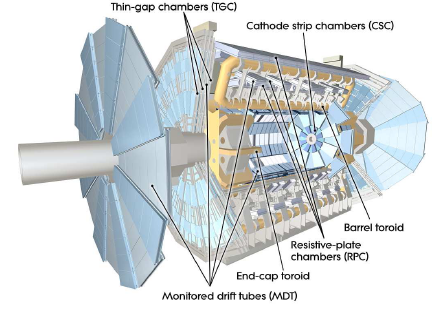 Thin-gap chambers (TGC)
Cathode strip chambers (CSC)
Barrel toroid
Resistive-plate
chambers (RPC)
End-cap toroid
Monitored drift tubes (MDT)